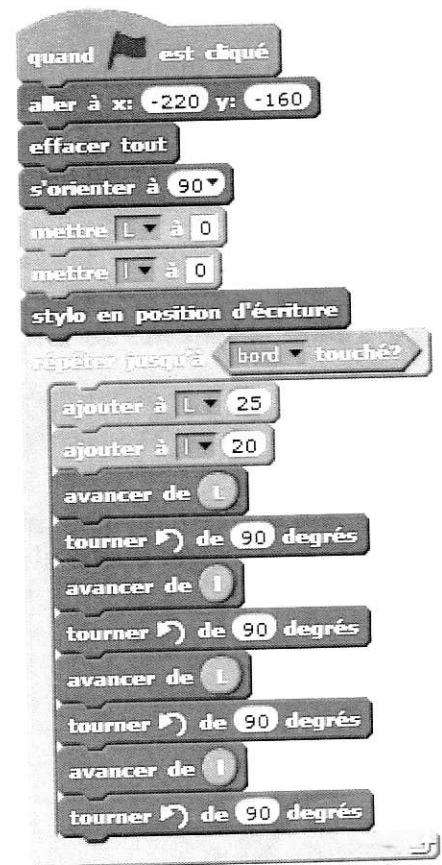 quand est cliqué
aller à x: -220 y: -160
effacer tout
s'orienter à 90
mettre L à 0
mettre l à 0
stylo en position d'écriture
répéter jusqu'à bord touché?
ajouter à L 25
ajouter à l 20
avancer de L
tourner de 90 degrés
avancer de l
tourner de 90 degrés
avancer de L
tourner de 90 degrés
avancer de l
tourner de 90 degrés